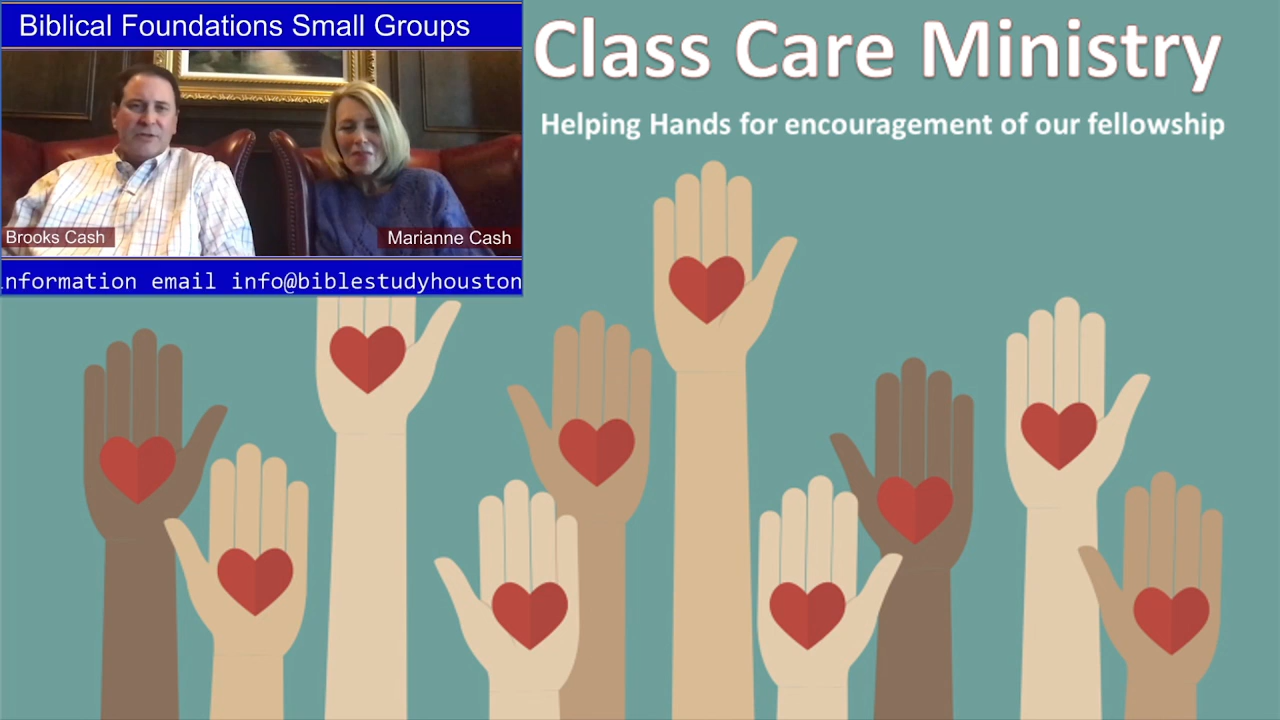 Biblical Foundations Small Groups
Brooks Cash
Marianne Cash
nformation email info@biblestudyhouston
Class Care Ministry
Helping Hands for encouragement of our fellowship